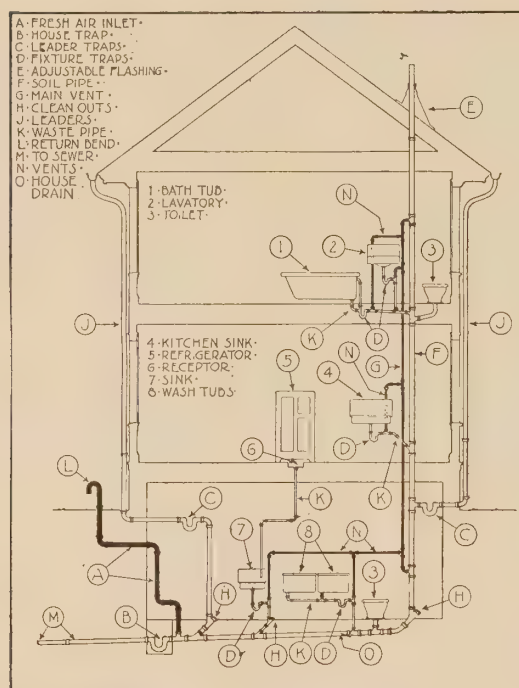 A·FRESH AIR INLET·
B·HOUSE TRAP·
C·LEADER TRAPS·
D·FIXTURE TRAPS·
E·ADJUSTABLE FLASHING·
F·SOIL PIPE·
G·MAIN VENT·
H·CLEAN OUTS·
J·LEADERS·
K·WASTE PIPE·
L·RETURN BEND·
M·TO SEWER·
N·VENTS·
O·HOUSE
DRAIN
E
1·BATH TUB·
2·LAVATORY·
3·TOILET·
N
2
1
3
J
K
D
J
4·KITCHEN SINK·
5·REFRIGERATOR·
6·RECEPTOR·
7·SINK·
8·WASH TUBS·
5
N
4
G
F
D
K
6
L
C
K
C
7
8
N
A
3
H
H
M
B
D
H
K
D
O